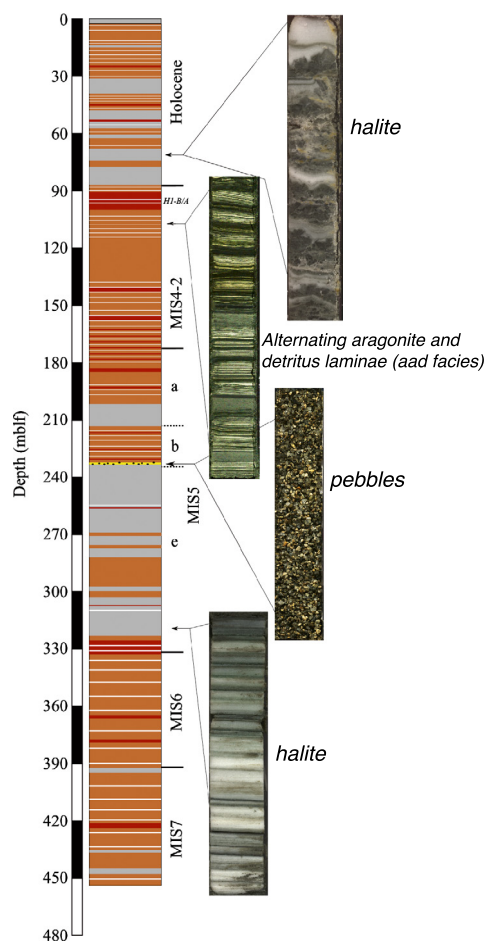 Depth (mblf)
0
30
60
90
120
150
180
210
240
270
300
330
360
390
420
450
480
Holocene
H1-B/A
MIS4-2
a
b
MIS5
e
MIS6
MIS7
halite
Alternating aragonite and
detritus laminae (aad facies)
pebbles
halite